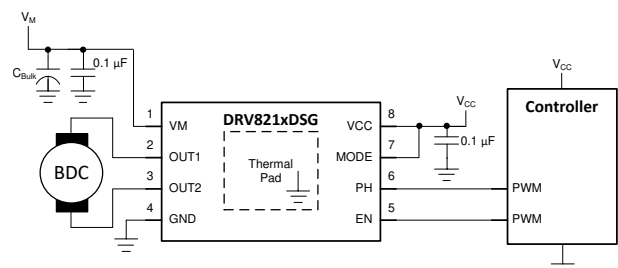 VM
CBulk
0.1 µF
VCC
DRV821xDSG
Controller
1
VM
8
VCC
VCC
0.1 µF
2
OUT1
7
MODE
Thermal
Pad
BDC
3
OUT2
6
PH
PWM
4
GND
5
EN
PWM